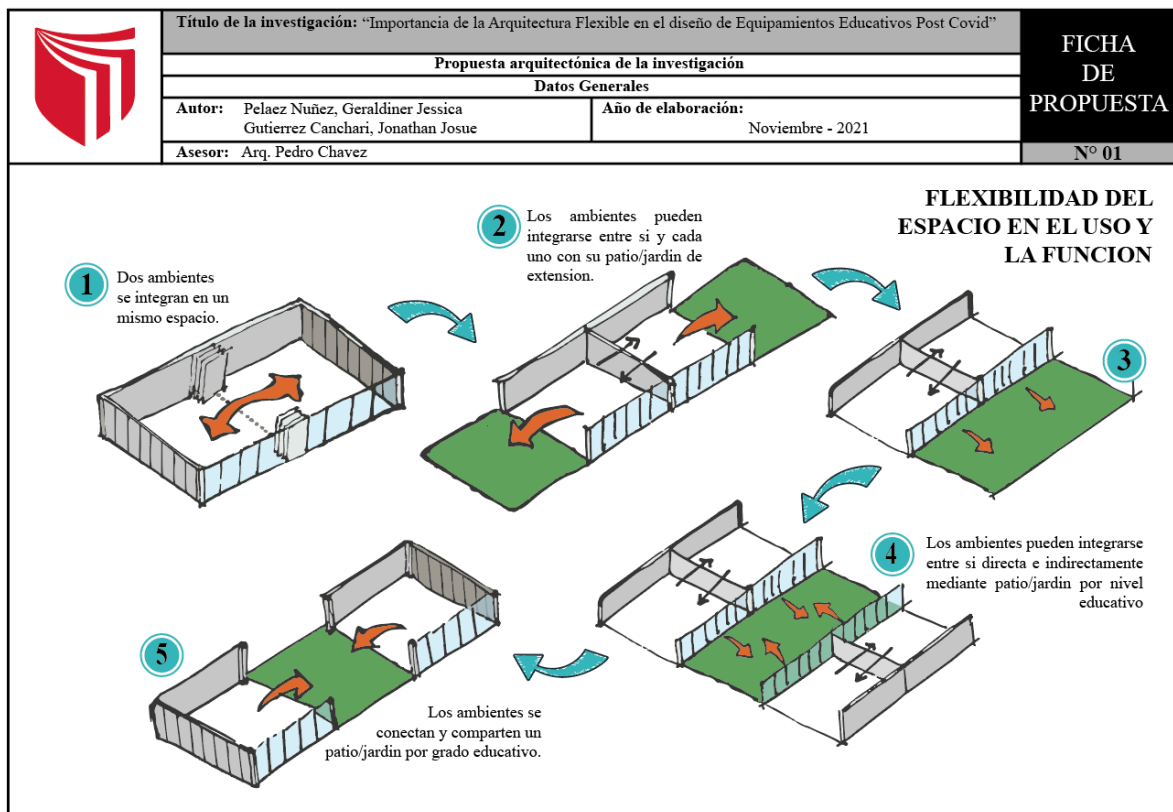 Título de la investigación: “Importancia de la Arquitectura Flexible en el diseño de Equipamientos Educativos Post Covid”
Propuesta arquitectónica de la investigación
Datos Generales
Autor: Pelaez Nuñez, Geraldiner Jessica
Gutierrez Canchari, Jonathan Josue
Año de elaboración:
Noviembre - 2021
Asesor: Arq. Pedro Chavez
FICHA
DE
PROPUESTA
N° 01
FLEXIBILIDAD DEL
ESPACIO EN EL USO Y
LA FUNCION
1
Dos ambientes
se integran en un
mismo espacio.
2
Los ambientes pueden
integrarse entre si y cada
uno con su patio/jardin de
extension.
3
4
Los ambientes pueden integrarse
entre si directa e indirectamente
mediante patio/jardin por nivel
educativo
5
Los ambientes se
conectan y comparten un
patio/jardin por grado educativo.